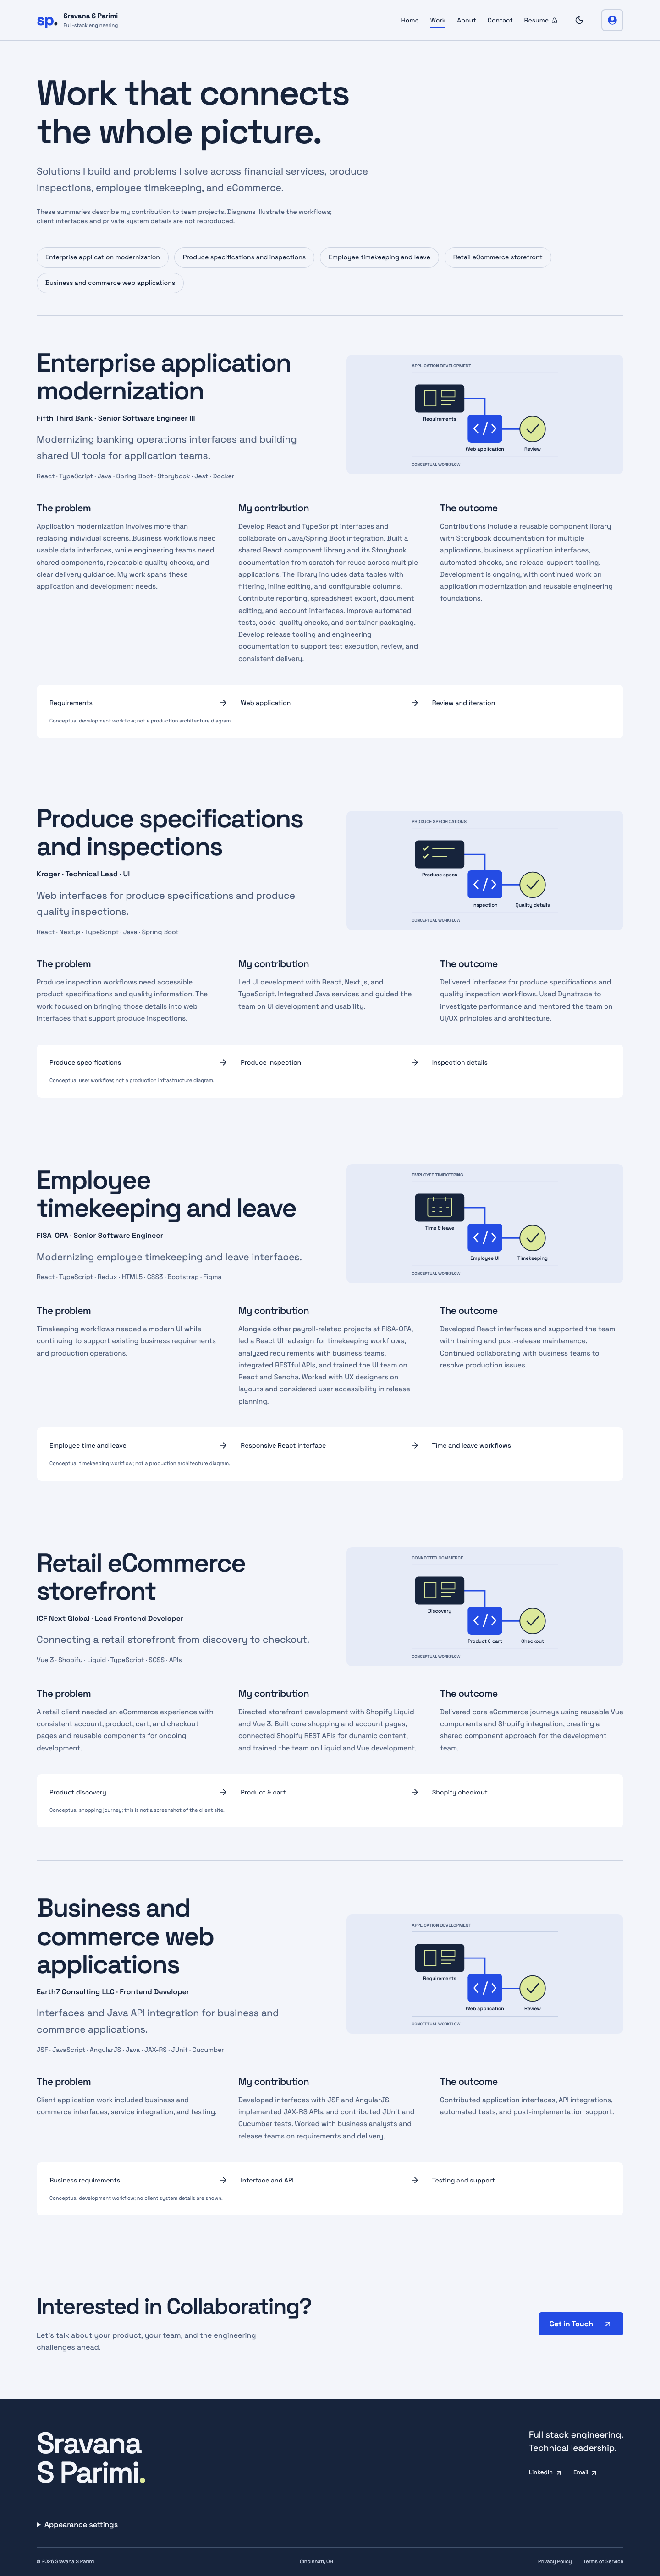 sp.
Sravana S Parimi
Full-stack engineering
Home
Work
About
Contact
Resume
Work that connects
the whole picture.
Solutions I build and problems I solve across financial services, produce
inspections, employee timekeeping, and eCommerce.
These summaries describe my contribution to team projects. Diagrams illustrate the workflows;
client interfaces and private system details are not reproduced.
Enterprise application modernization
Produce specifications and inspections
Employee timekeeping and leave
Retail eCommerce storefront
Business and commerce web applications
Enterprise application
modernization
Fifth Third Bank · Senior Software Engineer III
Modernizing banking operations interfaces and building
shared UI tools for application teams.
React · TypeScript · Java · Spring Boot · Storybook · Jest · Docker
APPLICATION DEVELOPMENT
Requirements
Web application
Review
CONCEPTUAL WORKFLOW
The problem
Application modernization involves more than
replacing individual screens. Business workflows need
usable data interfaces, while engineering teams need
shared components, repeatable quality checks, and
clear delivery guidance. My work spans these
application and development needs.
My contribution
Develop React and TypeScript interfaces and
collaborate on Java/Spring Boot integration. Built a
shared React component library and its Storybook
documentation from scratch for reuse across multiple
applications. The library includes data tables with
filtering, inline editing, and configurable columns.
Contribute reporting, spreadsheet export, document
editing, and account interfaces. Improve automated
tests, code-quality checks, and container packaging.
Develop release tooling and engineering
documentation to support test execution, review, and
consistent delivery.
The outcome
Contributions include a reusable component library
with Storybook documentation for multiple
applications, business application interfaces,
automated checks, and release-support tooling.
Development is ongoing, with continued work on
application modernization and reusable engineering
foundations.
Requirements
Web application
Review and iteration
Conceptual development workflow; not a production architecture diagram.
Produce specifications
and inspections
Kroger · Technical Lead · UI
Web interfaces for produce specifications and produce
quality inspections.
React · Next.js · TypeScript · Java · Spring Boot
PRODUCE SPECIFICATIONS
Produce specs
Inspection
Quality details
CONCEPTUAL WORKFLOW
The problem
Produce inspection workflows need accessible
product specifications and quality information. The
work focused on bringing those details into web
interfaces that support produce inspections.
My contribution
Led UI development with React, Next.js, and
TypeScript. Integrated Java services and guided the
team on UI development and usability.
The outcome
Delivered interfaces for produce specifications and
quality inspection workflows. Used Dynatrace to
investigate performance and mentored the team on
UI/UX principles and architecture.
Produce specifications
Produce inspection
Inspection details
Conceptual user workflow; not a production infrastructure diagram.
Employee
timekeeping and leave
FISA-OPA · Senior Software Engineer
Modernizing employee timekeeping and leave interfaces.
React · TypeScript · Redux · HTML5 · CSS3 · Bootstrap · Figma
EMPLOYEE TIMEKEEPING
Time & leave
Employee UI
Timekeeping
CONCEPTUAL WORKFLOW
The problem
Timekeeping workflows needed a modern UI while
continuing to support existing business requirements
and production operations.
My contribution
Alongside other payroll-related projects at FISA-OPA,
led a React UI redesign for timekeeping workflows,
analyzed requirements with business teams,
integrated RESTful APIs, and trained the UI team on
React and Sencha. Worked with UX designers on
layouts and considered user accessibility in release
planning.
The outcome
Developed React interfaces and supported the team
with training and post-release maintenance.
Continued collaborating with business teams to
resolve production issues.
Employee time and leave
Responsive React interface
Time and leave workflows
Conceptual timekeeping workflow; not a production architecture diagram.
Retail eCommerce
storefront
ICF Next Global · Lead Frontend Developer
Connecting a retail storefront from discovery to checkout.
Vue 3 · Shopify · Liquid · TypeScript · SCSS · APIs
CONNECTED COMMERCE
Discovery
Product & cart
Checkout
CONCEPTUAL WORKFLOW
The problem
A retail client needed an eCommerce experience with
consistent account, product, cart, and checkout
pages and reusable components for ongoing
development.
My contribution
Directed storefront development with Shopify Liquid
and Vue 3. Built core shopping and account pages,
connected Shopify REST APIs for dynamic content,
and trained the team on Liquid and Vue development.
The outcome
Delivered core eCommerce journeys using reusable Vue
components and Shopify integration, creating a
shared component approach for the development
team.
Product discovery
Product & cart
Shopify checkout
Conceptual shopping journey; this is not a screenshot of the client site.
Business and
commerce web
applications
Earth7 Consulting LLC · Frontend Developer
Interfaces and Java API integration for business and
commerce applications.
JSF · JavaScript · AngularJS · Java · JAX-RS · JUnit · Cucumber
APPLICATION DEVELOPMENT
Requirements
Web application
Review
CONCEPTUAL WORKFLOW
The problem
Client application work included business and
commerce interfaces, service integration, and testing.
My contribution
Developed interfaces with JSF and AngularJS,
implemented JAX-RS APIs, and contributed JUnit and
Cucumber tests. Worked with business analysts and
release teams on requirements and delivery.
The outcome
Contributed application interfaces, API integrations,
automated tests, and post-implementation support.
Business requirements
Interface and API
Testing and support
Conceptual development workflow; no client system details are shown.
Interested in Collaborating?
Let's talk about your product, your team, and the engineering
challenges ahead.
Get in Touch
Sravana
S Parimi.
Full stack engineering.
Technical leadership.
LinkedIn
Email
Appearance settings
© 2026 Sravana S Parimi
Cincinnati, OH
Privacy Policy
Terms of Service